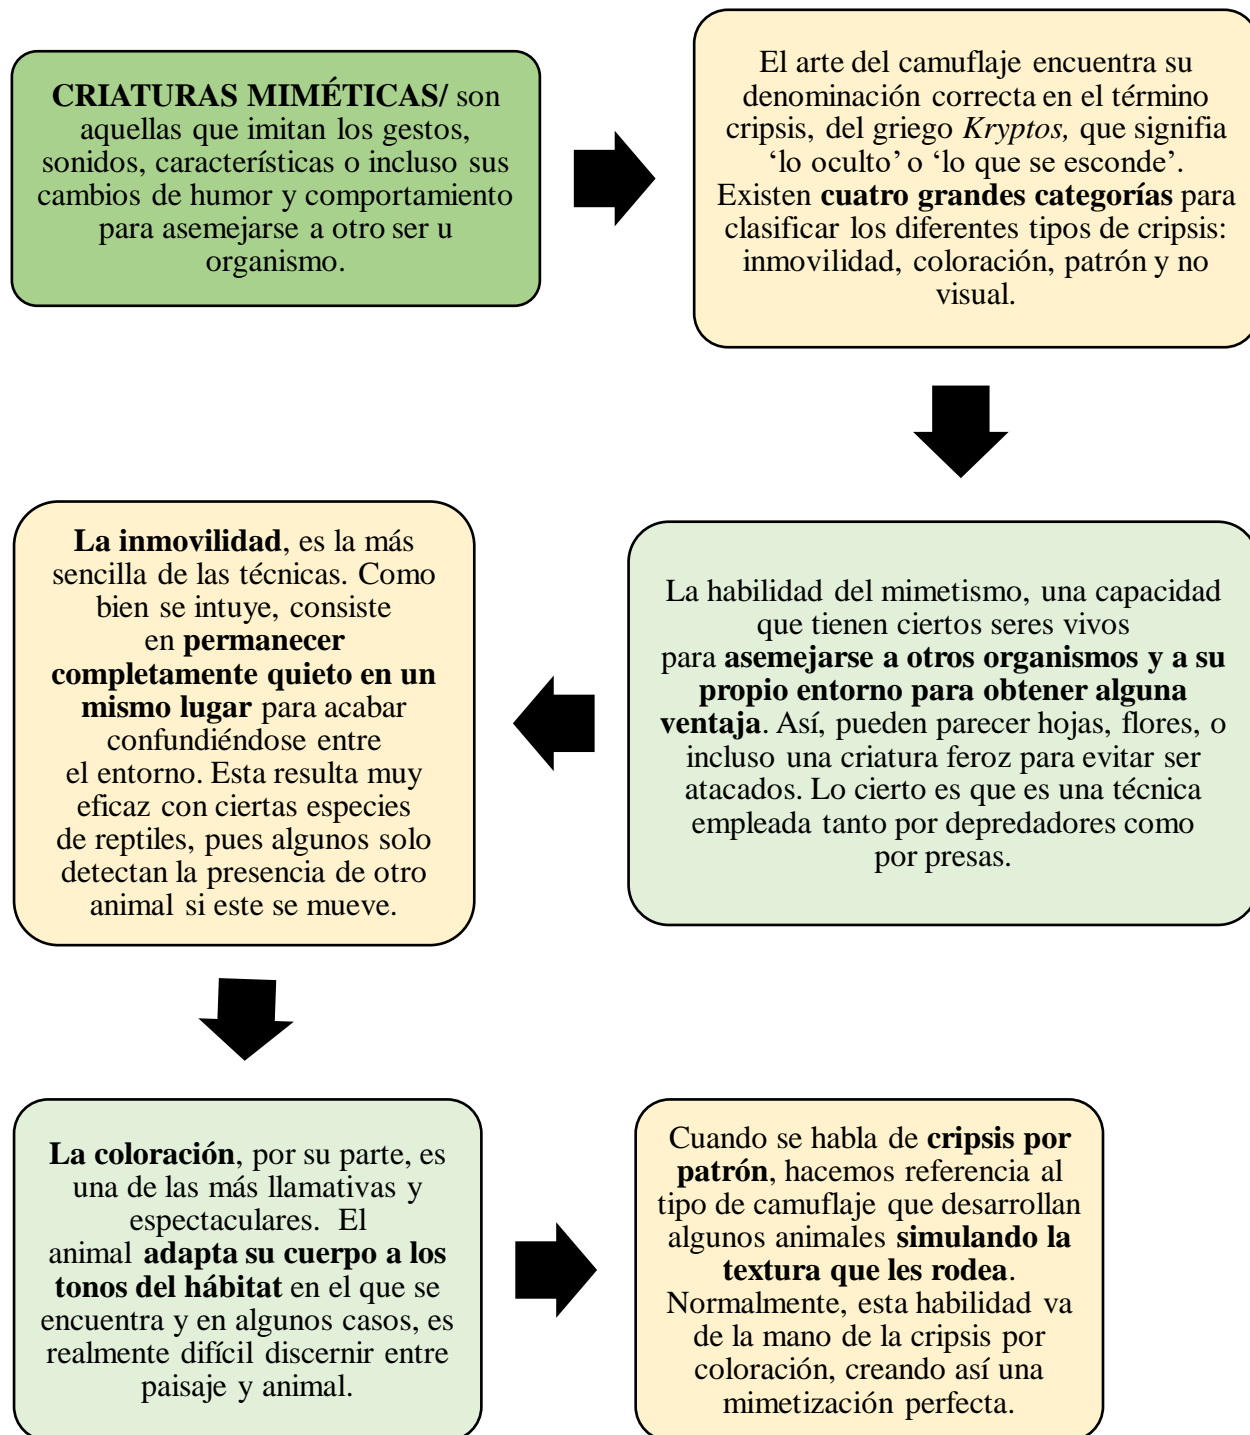 CRIATURAS MIMÉTICAS/ son
aquellas que imitan los gestos,
sonidos, características o incluso sus
cambios de humor y comportamiento
para asemejarse a otro ser u
organismo.
El arte del camuflaje encuentra su
denominación correcta en el término
cripsis, del griego Kryptos, que signifia
‘lo oculto’ o ‘lo que se esconde’.
Existen cuatro grandes categorías para
clasificar los diferentes tipos de cripsis:
inmovilidad, coloración, patrón y no
visual.
La habilidad del mimetismo, una capacidad
que tienen ciertos seres vivos
para asemejarse a otros organismos y a su
propio entorno para obtener alguna
ventaja. Así, pueden parecer hojas, flores, o
incluso una criatura feroz para evitar ser
atacados. Lo cierto es que es una técnica
empleada tanto por depredadores como
por presas.
La inmovilidad, es la más
sencilla de las técnicas. Como
bien se intuye, consiste
en permanecer
completamente quieto en un
mismo lugar para acabar
confundiéndose entre
el entorno. Esta resulta muy
eficaz con ciertas especies
de reptiles, pues algunos solo
detectan la presencia de otro
animal si este se mueve.
La coloración, por su parte, es
una de las más llamativas y
espectaculares. El
animal adapta su cuerpo a los
tonos del hábitat en el que se
encuentra y en algunos casos, es
realmente difícil discernir entre
paisaje y animal.
Cuando se habla de cripsis por
patrón, hacemos referencia al
tipo de camuflaje que desarrollan
algunos animales simulando la
textura que les rodea.
Normalmente, esta habilidad va
de la mano de la cripsis por
coloración, creando así una
mimetización perfecta.